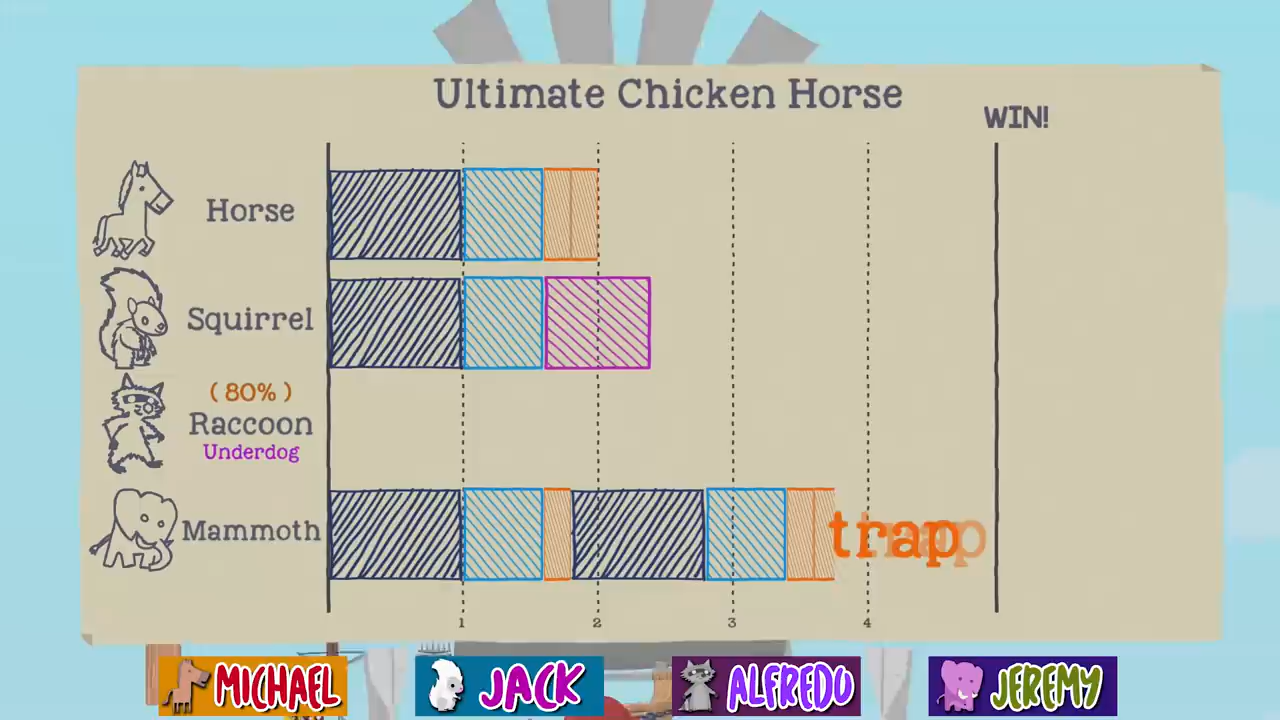 Ultimate Chicken Horse
WIN!
Horse
Squirrel
( 80% )
Raccoon
Underdog
Mammoth
trap
1 2 3 4
MICHAEL JACK ALFREDO JEREMY